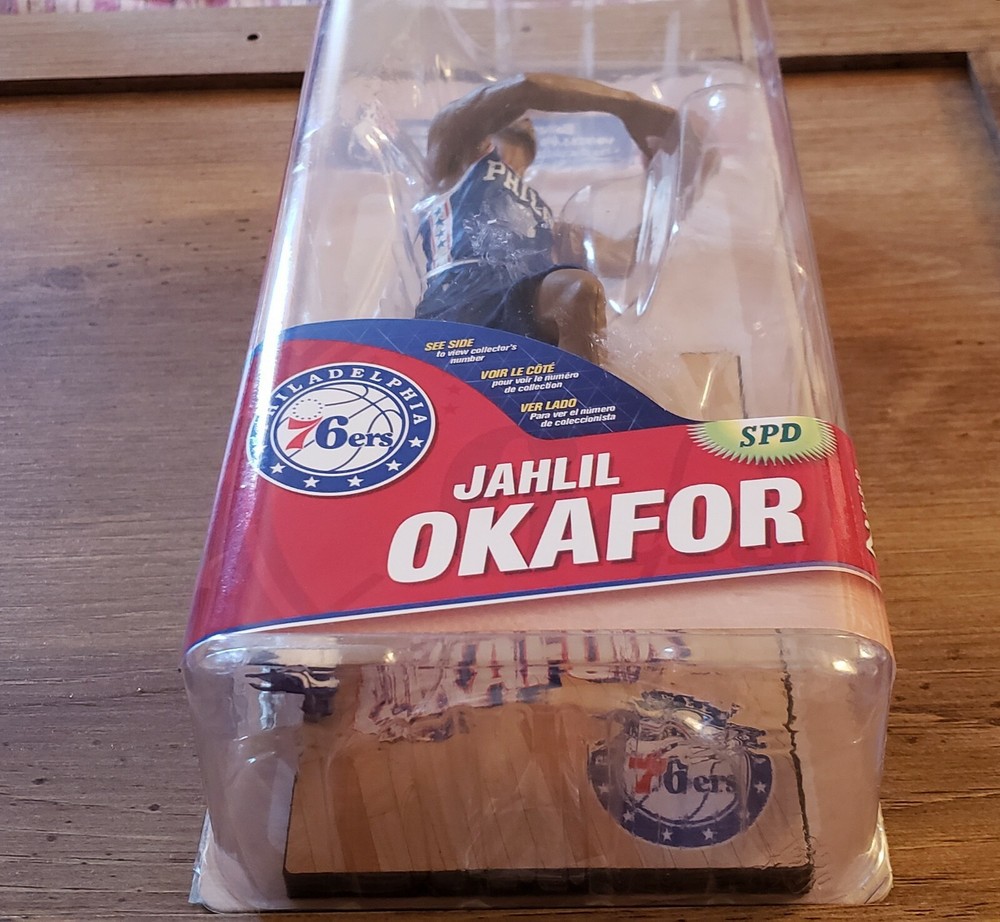 PHIL
SEE SIDE
to view collector's
number
VOIR LE CÔTÉ
pour voir le numéro
de collection
VER LADO
Para ver el número
de coleccionista
PHILADELPHIA
76ers
SPD
JAHLIL
OKAFOR
76ers